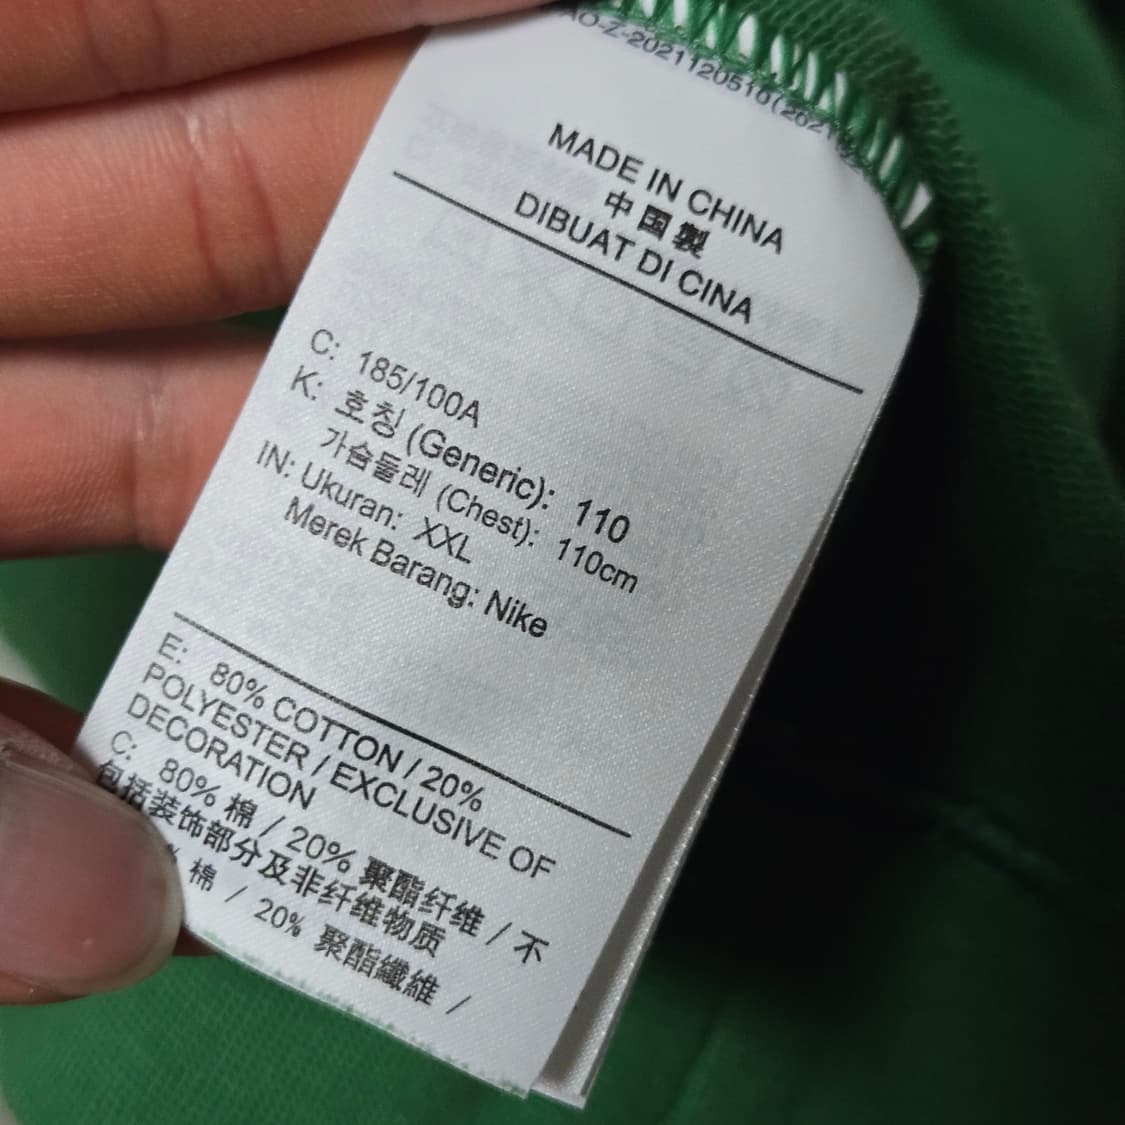 AO-Z-2021120510(2021
MADE IN CHINA
中国製
DIBUAT DI CINA
C: 185/100A
K: 호칭 (Generic): 110
가슴둘레 (Chest): 110cm
IN: Ukuran: XXL
Merek Barang: Nike
E: 80% COTTON / 20%
POLYESTER / EXCLUSIVE OF
DECORATION
C: 80% 棉 / 20% 聚酯纤维 / 不
包括装饰部分及非纤维物质
% 棉 / 20% 聚酯纖維 /